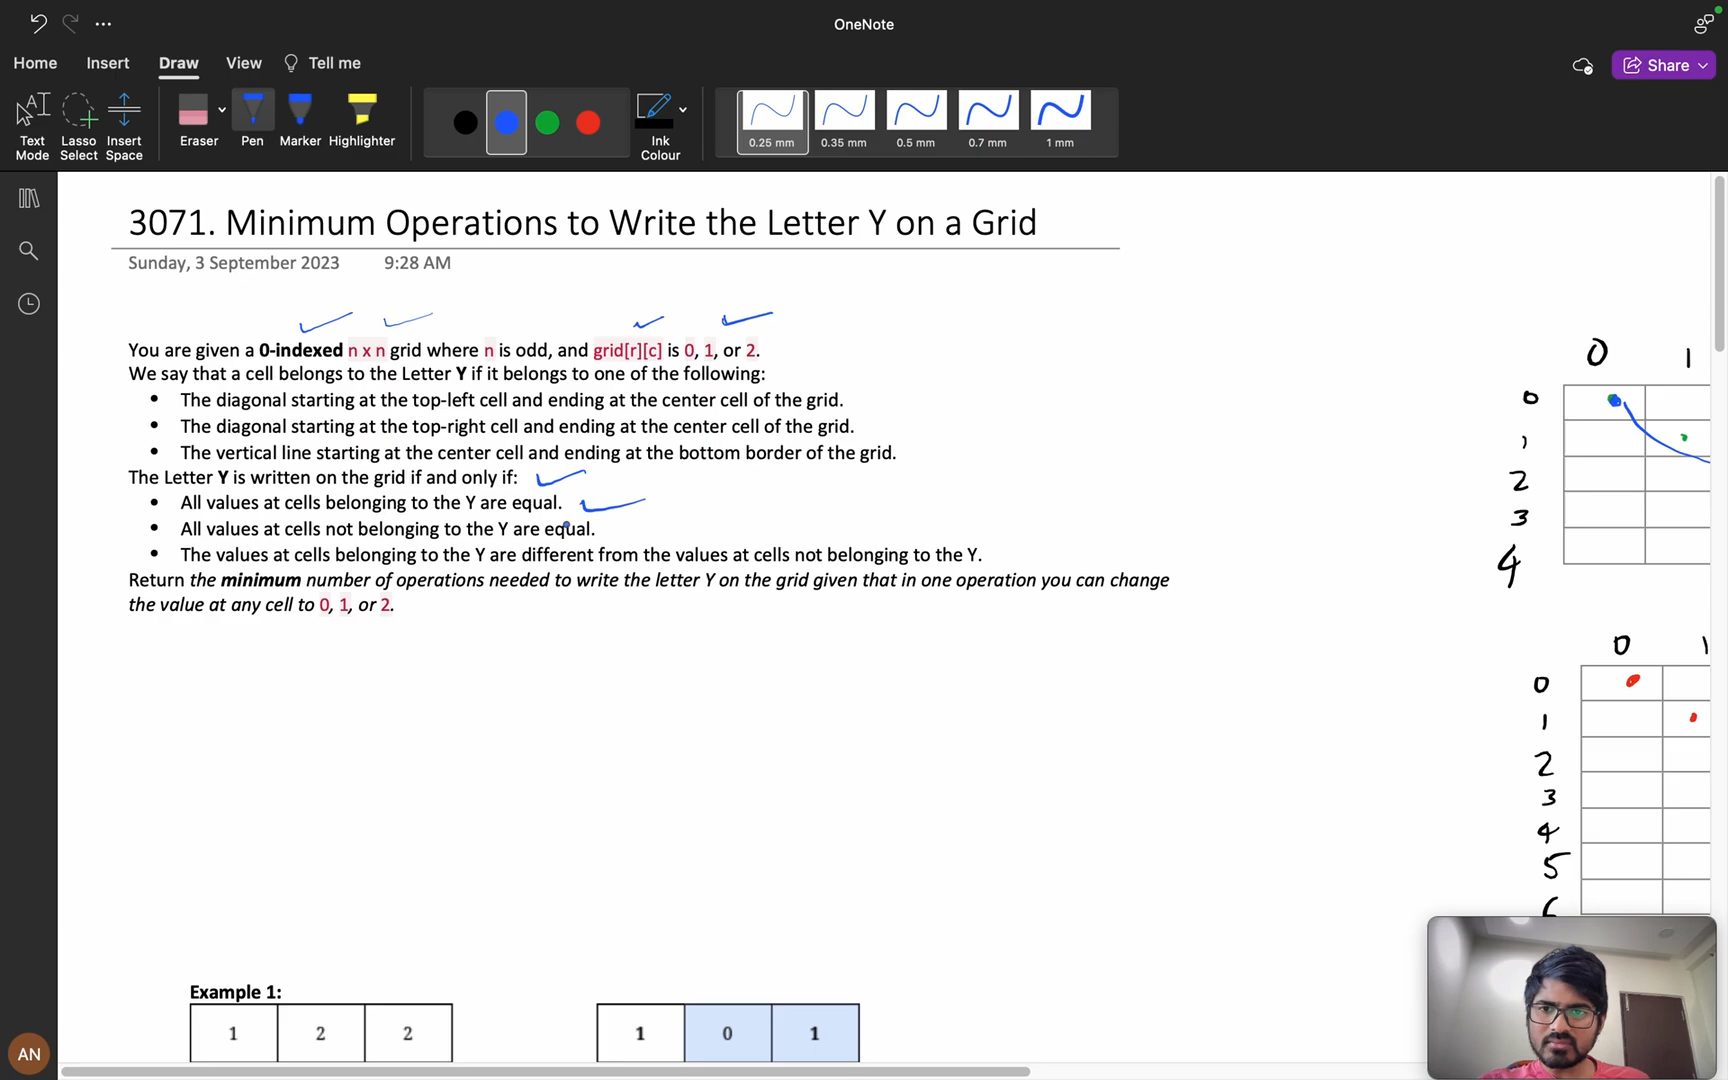 OneNote
Home Insert Draw View Tell me
Share
Text Mode
Lasso Select
Insert Space
Eraser
Pen
Marker
Highlighter
Ink Colour
0.25 mm
0.35 mm
0.5 mm
0.7 mm
1 mm
3071. Minimum Operations to Write the Letter Y on a Grid
Sunday, 3 September 2023 9:28 AM
You are given a 0-indexed n x n grid where n is odd, and grid[r][c] is 0, 1, or 2.
We say that a cell belongs to the Letter Y if it belongs to one of the following:
• The diagonal starting at the top-left cell and ending at the center cell of the grid.
• The diagonal starting at the top-right cell and ending at the center cell of the grid.
• The vertical line starting at the center cell and ending at the bottom border of the grid.
The Letter Y is written on the grid if and only if:
• All values at cells belonging to the Y are equal.
• All values at cells not belonging to the Y are equal.
• The values at cells belonging to the Y are different from the values at cells not belonging to the Y.
Return the minimum number of operations needed to write the letter Y on the grid given that in one operation you can change
the value at any cell to 0, 1, or 2.
0 1
0
1
2
3
4
0 1
0
1
2
3
4
5
6
Example 1:
1 2 2
1 0 1
AN